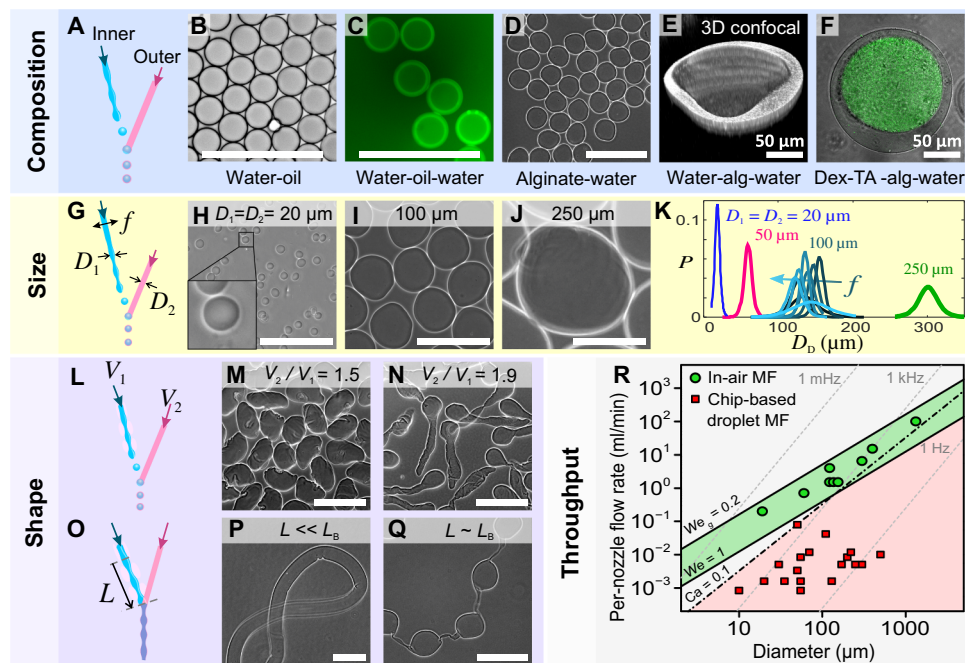 Composition
A
Inner
Outer
B
Water-oil
C
Water-oil-water
D
Alginate-water
E
3D confocal
50 µm
Water-alg-water
F
50 µm
Dex-TA -alg-water
Size
G
f
D₁
D₂
H
D₁=D₂= 20 µm
I
100 µm
J
250 µm
K
0.1
P
0
D₁ = D₂ = 20 µm
50 µm
100 µm
f
250 µm
0 100 200 300
D_D (µm)
Shape
L
V₁
V₂
M
V₂ / V₁ = 1.5
N
V₂ / V₁ = 1.9
O
L
P
L << L_B
Q
L ~ L_B
Throughput
R
In-air MF
Chip-based
droplet MF
1 mHz
1 kHz
1 Hz
We_g = 0.2
We = 1
Ca = 0.1
10³
10²
10¹
10⁰
10⁻¹
10⁻²
10⁻³
Per-nozzle flow rate (ml/min)
10 100 1000
Diameter (µm)